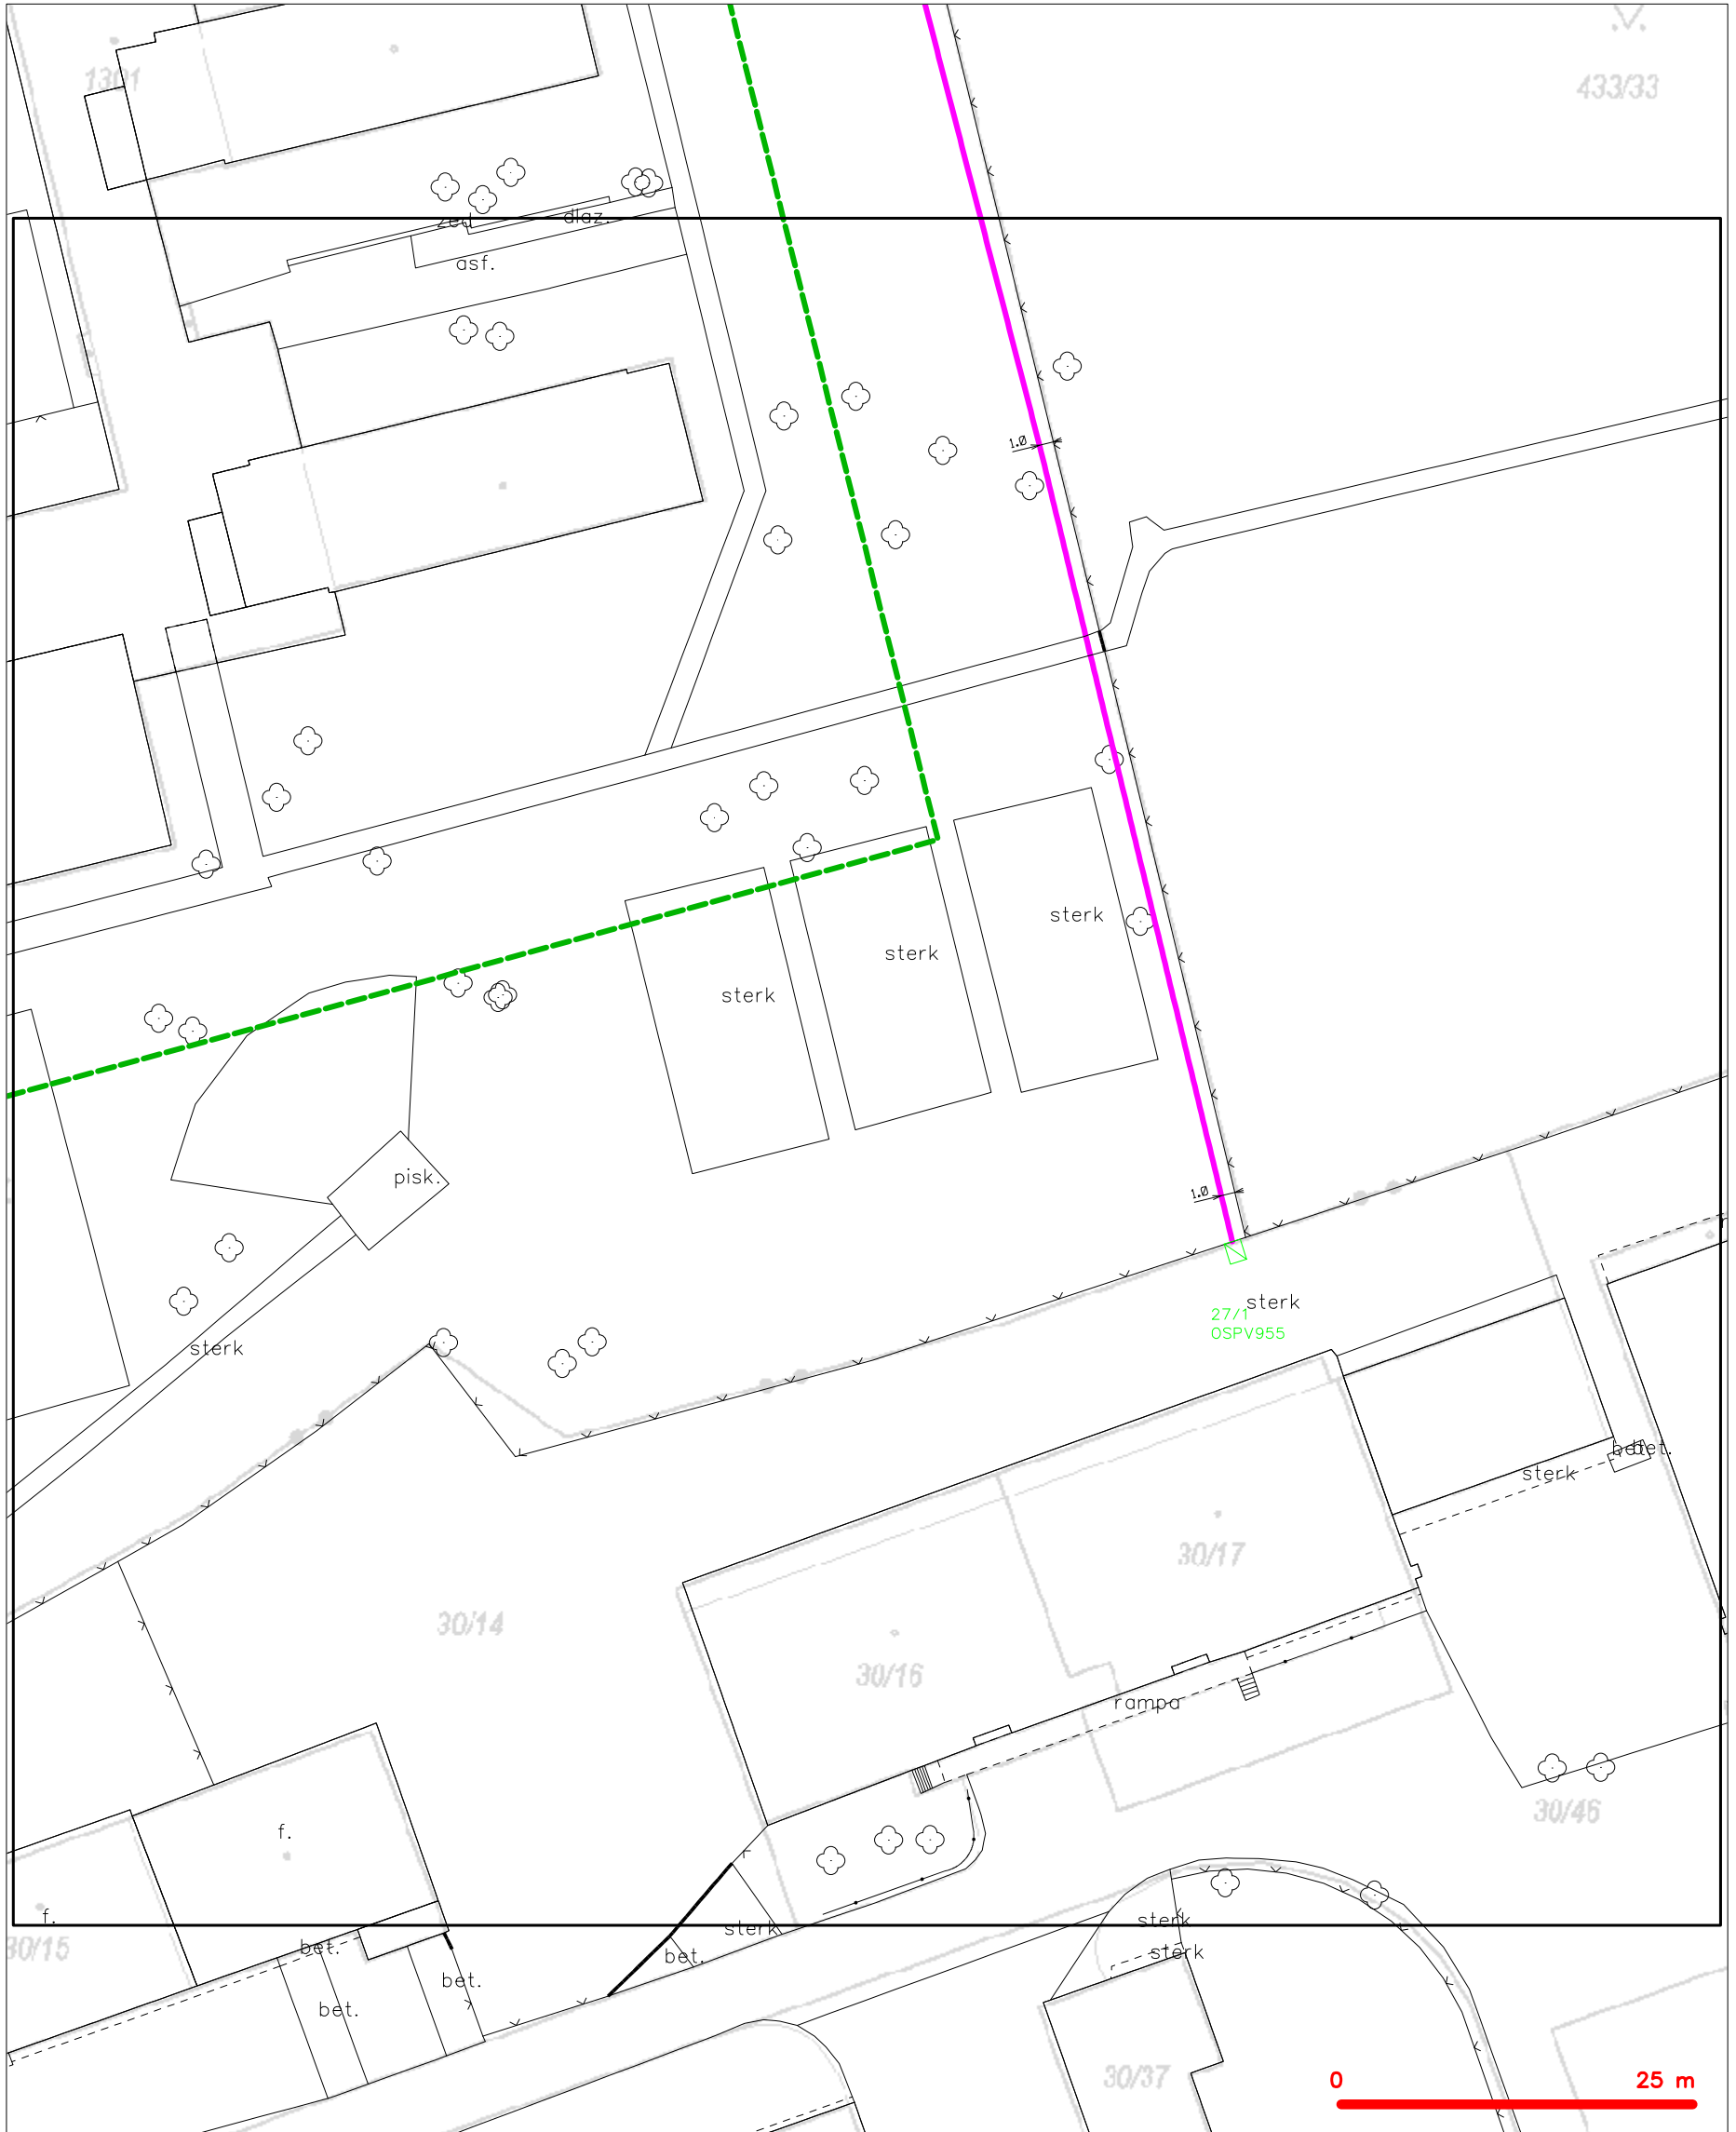 1301
433/33
zeď
dlaz.
asf.
1.0
sterk
sterk
sterk
pisk.
1.0
27/1
OSPV955
sterk
sterk
bet.
bet.
sterk
30/17
30/14
30/16
rampa
30/46
f.
f.
sterk
sterk
30/15
bet.
bet.
sterk
bet.
bet.
30/37
0
25 m